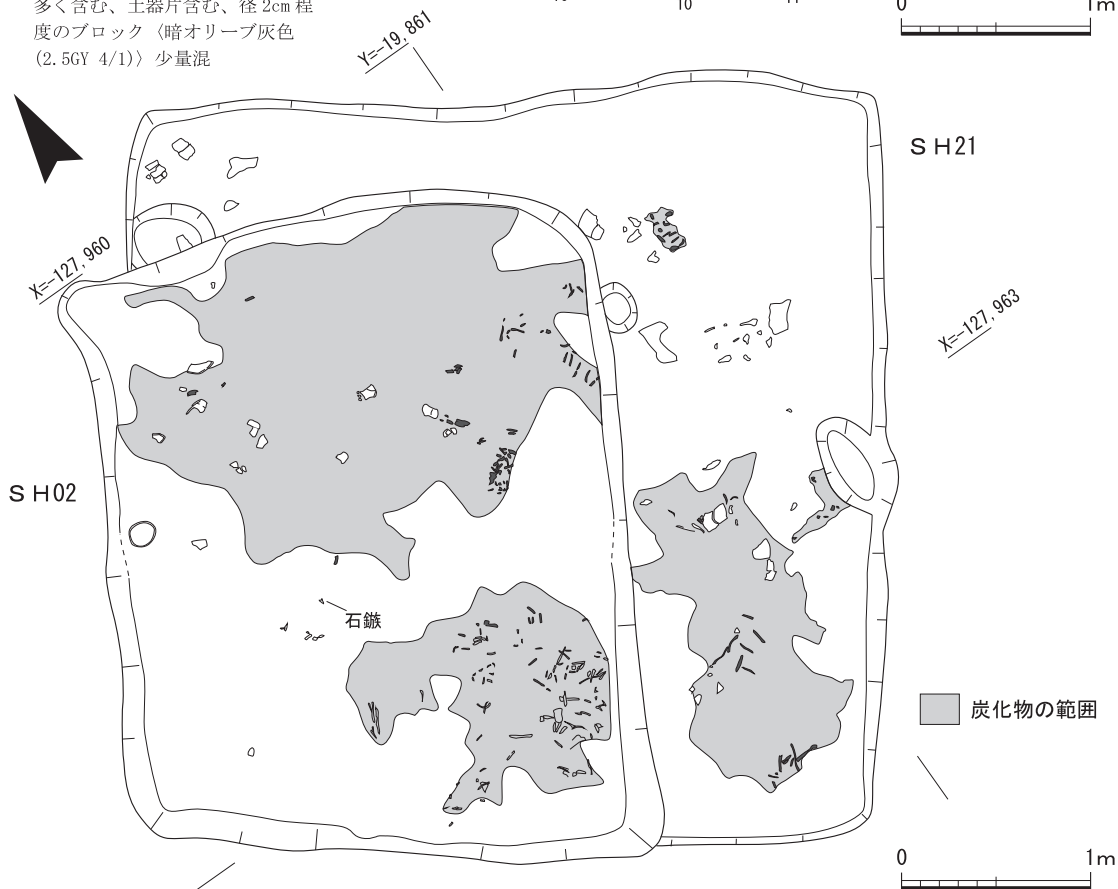 多く含む、土器片含む、径2cm程
度のブロック〈暗オリーブ灰色
(2.5GY 4/1)〉少量混
0 1m
Y=-19,861
SH21
X=-127,960
X=-127,963
SH02
石鏃
炭化物の範囲
0 1m